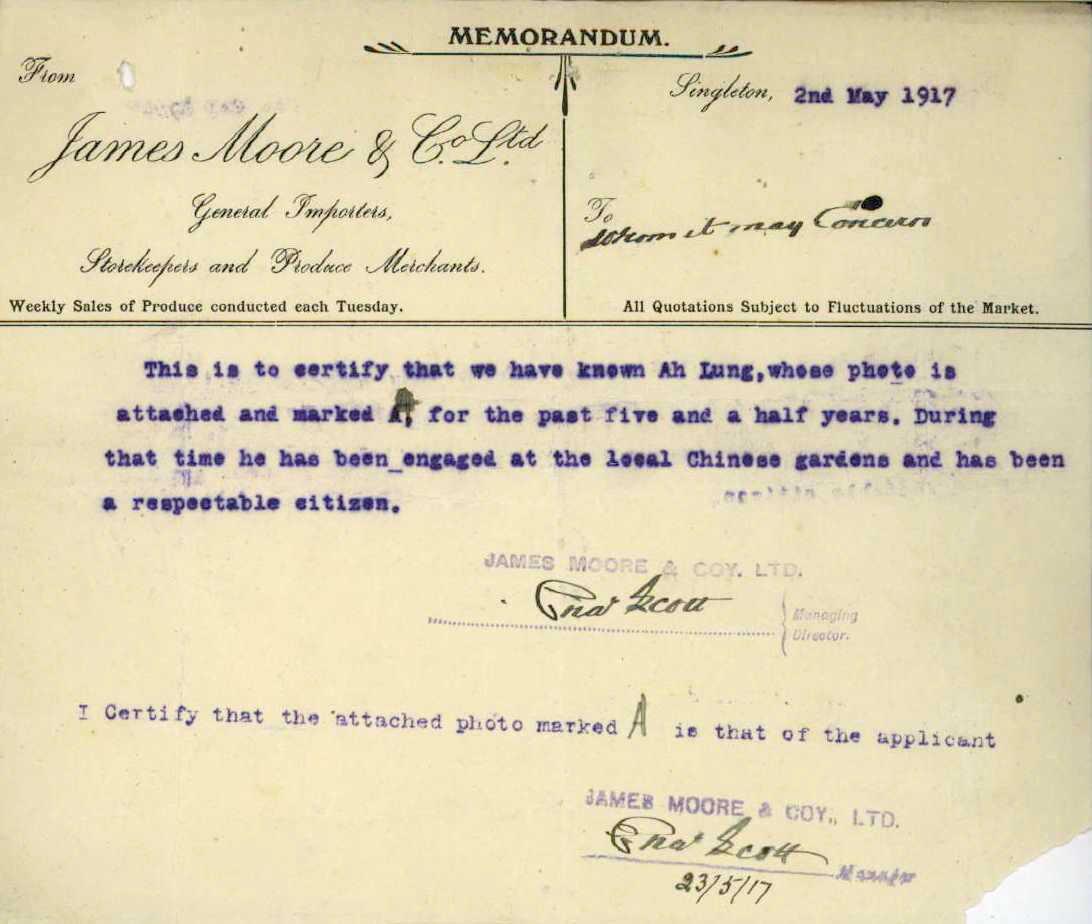 MEMORANDUM.
From
Singleton, 2nd May 1917
James Moore & Co. Ltd
General Importers,
Storekeepers and Produce Merchants.
To
Whom it may Concern
Weekly Sales of Produce conducted each Tuesday.
All Quotations Subject to Fluctuations of the Market.
This is to certify that we have known Ah Lung,whose photo is
attached and marked A, for the past five and a half years. During
that time he has been engaged at the local Chinese gardens and has been
a respectable citizen.
JAMES MOORE & COY. LTD.
Scott
Managing
Director.
I Certify that the attached photo marked A is that of the applicant
JAMES MOORE & COY., LTD.
Scott
Manager
23/5/17